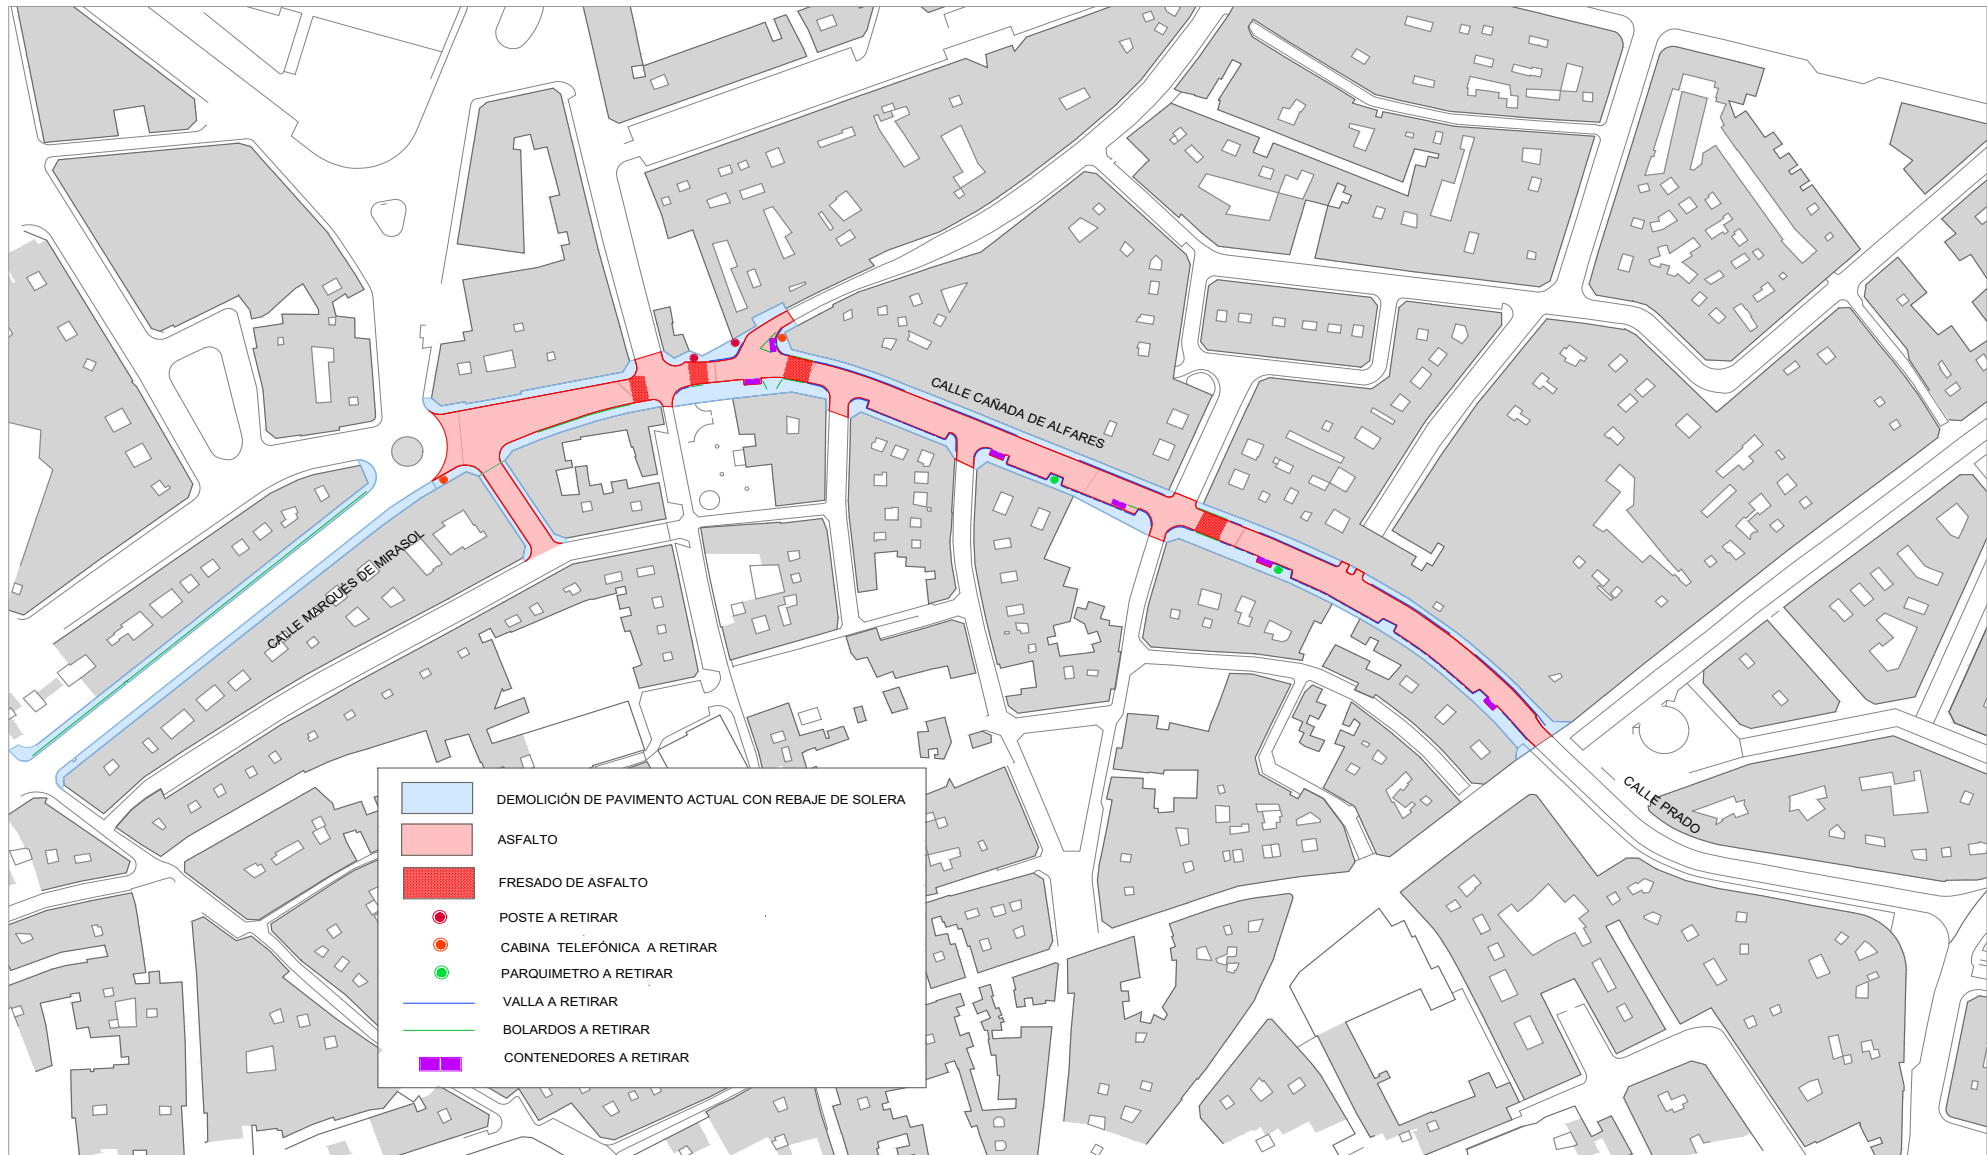 CALLE CAÑADA DE ALFARES
CALLE MARQUÉS DE MIRASOL
CALLE PRADO
DEMOLICIÓN DE PAVIMENTO ACTUAL CON REBAJE DE SOLERA
ASFALTO
FRESADO DE ASFALTO
POSTE A RETIRAR
CABINA TELEFÓNICA A RETIRAR
PARQUIMETRO A RETIRAR
VALLA A RETIRAR
BOLARDOS A RETIRAR
CONTENEDORES A RETIRAR